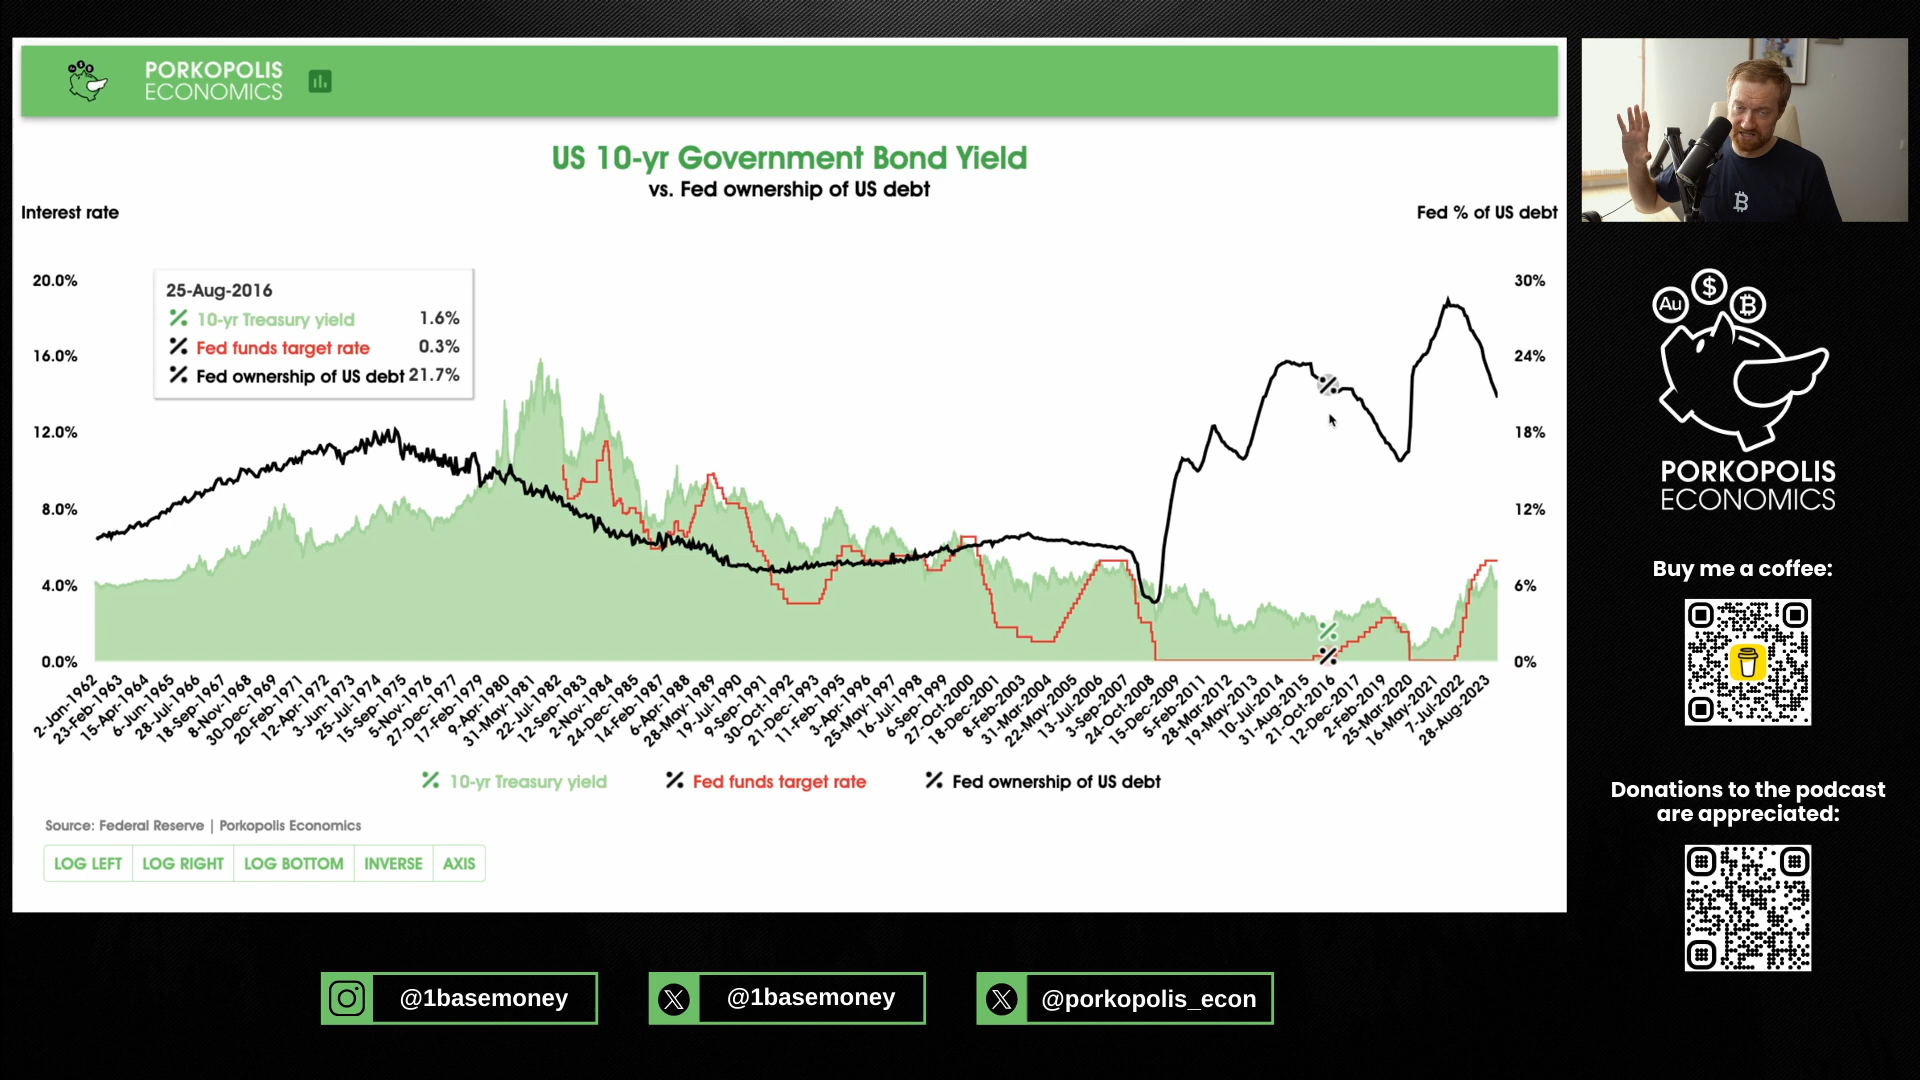 PORKOPOLIS
ECONOMICS
US 10-yr Government Bond Yield
vs. Fed ownership of US debt
Interest rate
Fed % of US debt
20.0%
16.0%
12.0%
8.0%
4.0%
0.0%
25-Aug-2016
10-yr Treasury yield 1.6%
Fed funds target rate 0.3%
Fed ownership of US debt 21.7%
30%
24%
18%
12%
6%
0%
2-Jan-1962
23-Feb-1963
15-Apr-1964
6-Jun-1965
28-Jul-1966
18-Sep-1967
8-Nov-1968
30-Dec-1969
20-Feb-1971
12-Apr-1972
3-Jun-1973
25-Jul-1974
15-Sep-1975
5-Nov-1976
27-Dec-1977
17-Feb-1979
9-Apr-1980
31-May-1981
22-Jul-1982
12-Sep-1983
2-Nov-1984
24-Dec-1985
14-Feb-1987
6-Apr-1988
28-May-1989
19-Jul-1990
9-Sep-1991
30-Oct-1992
21-Dec-1993
11-Feb-1995
3-Apr-1996
25-May-1997
16-Jul-1998
6-Sep-1999
27-Oct-2000
18-Dec-2001
8-Feb-2003
31-Mar-2004
22-May-2005
13-Jul-2006
3-Sep-2007
24-Oct-2008
15-Dec-2009
5-Feb-2011
28-Mar-2012
19-May-2013
10-Jul-2014
31-Aug-2015
21-Oct-2016
12-Dec-2017
2-Feb-2019
25-Mar-2020
16-May-2021
7-Jul-2022
28-Aug-2023
10-yr Treasury yield
Fed funds target rate
Fed ownership of US debt
Source: Federal Reserve | Porkopolis Economics
LOG LEFT
LOG RIGHT
LOG BOTTOM
INVERSE
AXIS
Au
$
₿
PORKOPOLIS
ECONOMICS
Buy me a coffee:
Donations to the podcast
are appreciated:
@1basemoney
@1basemoney
@porkopolis_econ